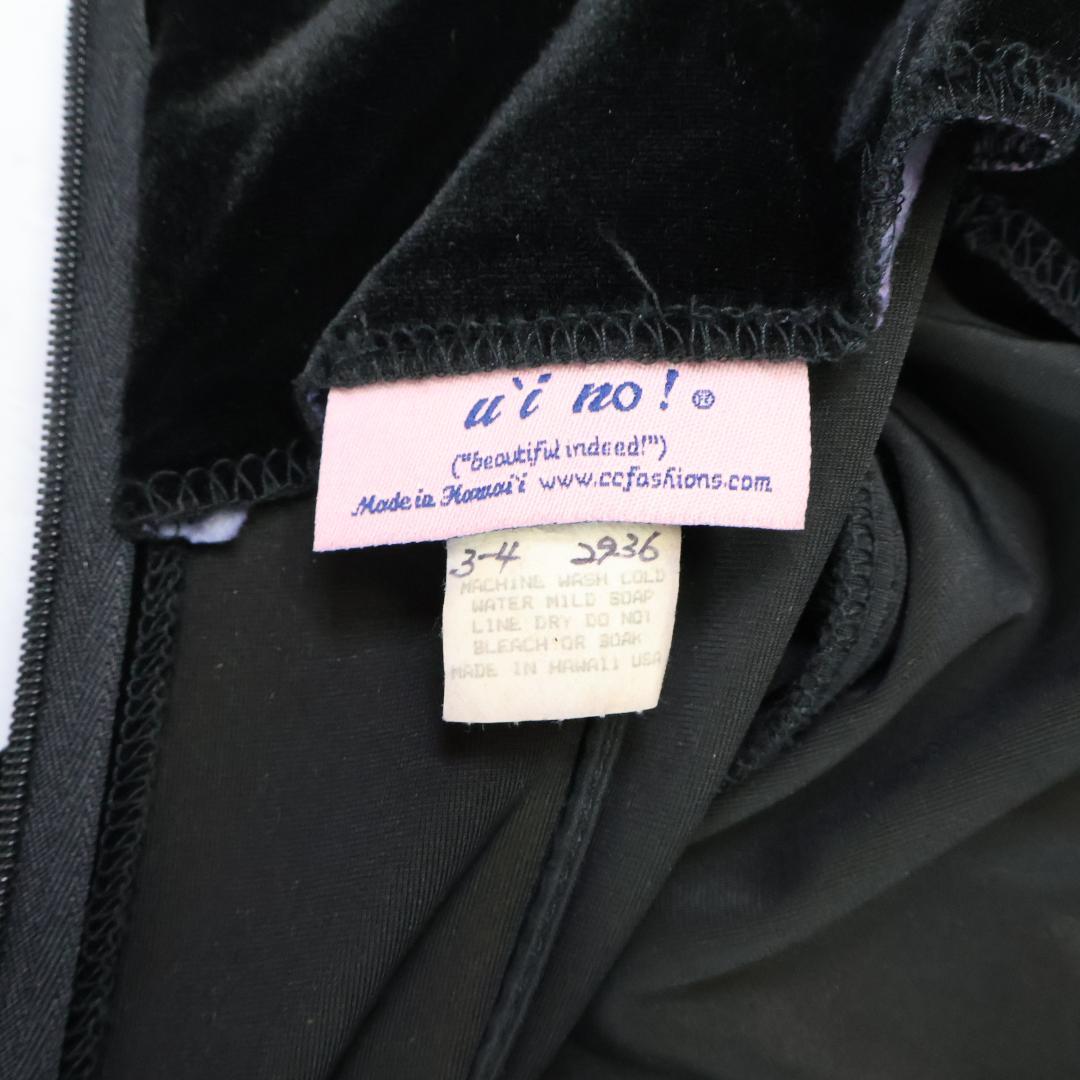 u`i no! ®
("beautiful indeed!")
Made in Hawai'i www.ccfashions.com
3-4 2936
MACHINE WASH COLD
WATER MILD SOAP
LINE DRY DO NOT
BLEACH OR SOAK
MADE IN HAWAII USA